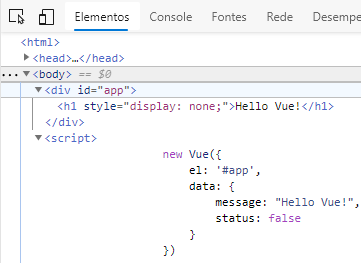 Elementos Console Fontes Rede Desempe
<html>
<head>…</head>
<body> == $0
<div id="app">
<h1 style="display: none;">Hello Vue!</h1>
</div>
<script>
new Vue({
el: '#app',
data: {
message: "Hello Vue!",
status: false
}
})